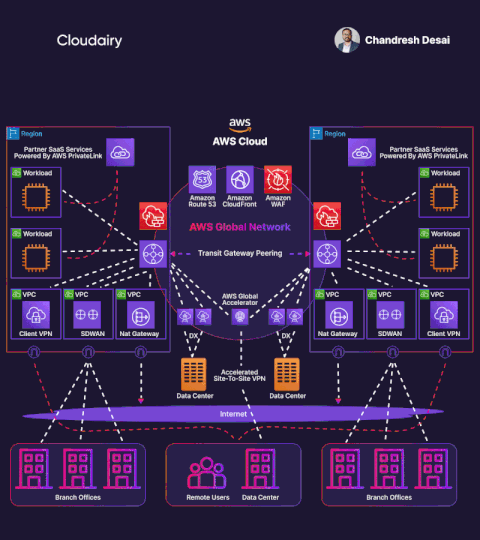 Cloudairy
Chandresh Desai
aws
AWS Cloud
Region
Partner SaaS Services
Powered By AWS PrivateLink
Workload
Workload
VPC
Client VPN
VPC
SDWAN
VPC
Nat Gateway
53
Amazon
Route 53
Amazon
CloudFront
Amazon
WAF
AWS Global Network
Transit Gateway Peering
AWS Global
Accelerator
DX
DX
Data Center
Accelerated
Site-To-Site VPN
Data Center
Region
Partner SaaS Services
Powered By AWS PrivateLink
Workload
Workload
VPC
Nat Gateway
VPC
SDWAN
VPC
Client VPN
Internet
Branch Offices
Remote Users
Data Center
Branch Offices